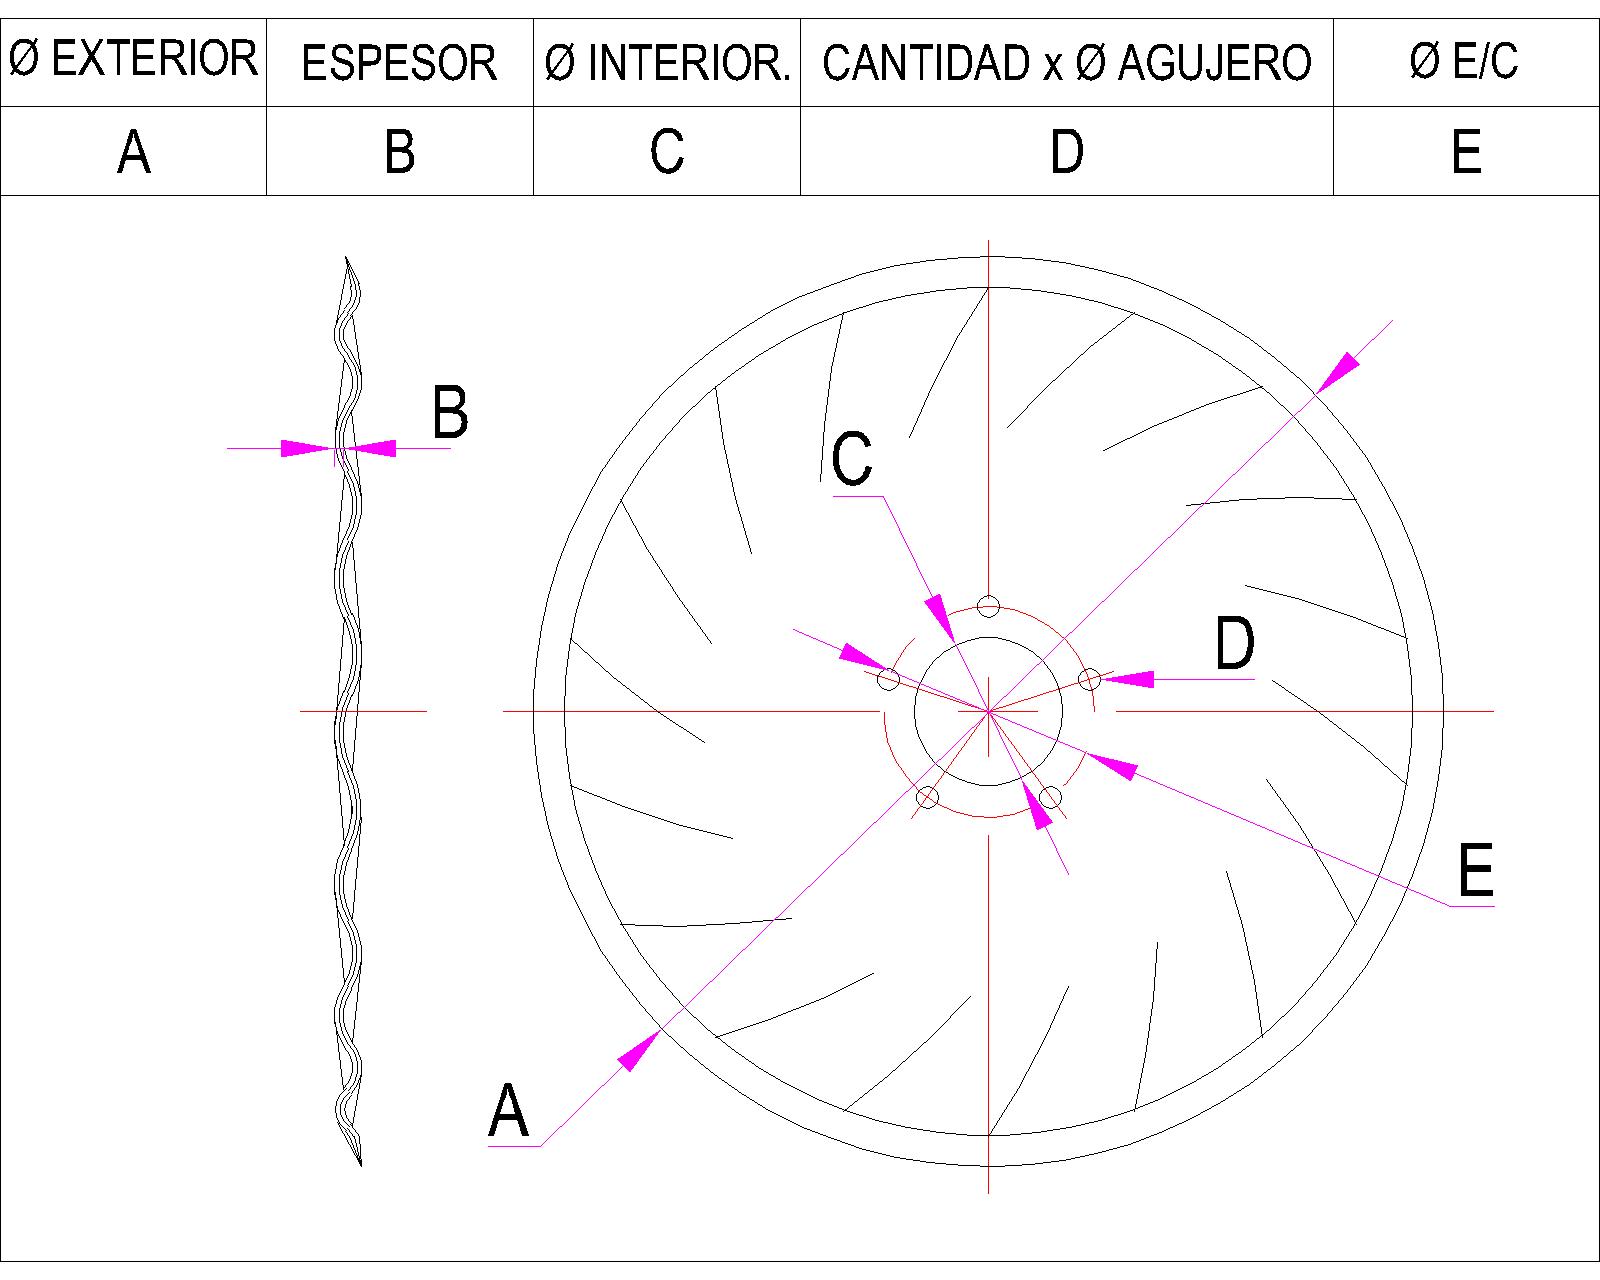 Ø EXTERIOR ESPESOR Ø INTERIOR. CANTIDAD x Ø AGUJERO Ø E/C
A B C D E
B
C
D
E
A